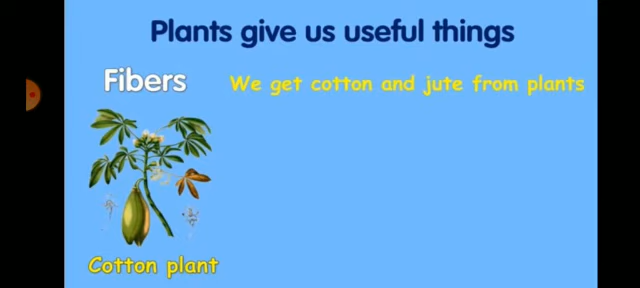 Plants give us useful things
Fibers
We get cotton and jute from plants
Cotton plant